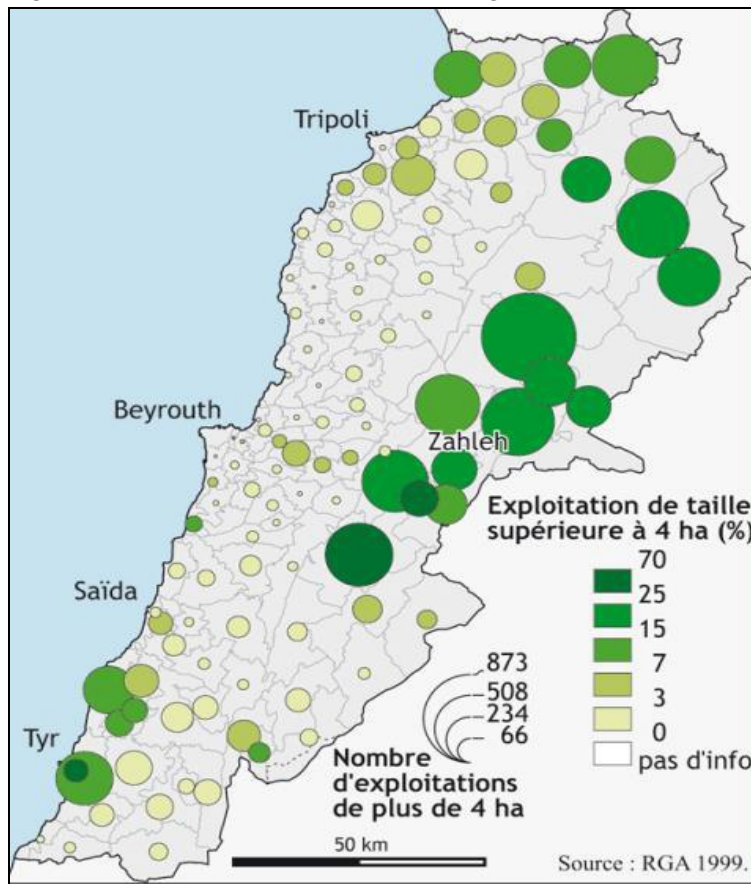 Tripoli
Beyrouth
Zahleh
Saïda
Tyr
Exploitation de taille
supérieure à 4 ha (%)
70
25
15
7
3
0
pas d'info
873
508
234
66
Nombre
d'exploitations
de plus de 4 ha
50 km
Source : RGA 1999.